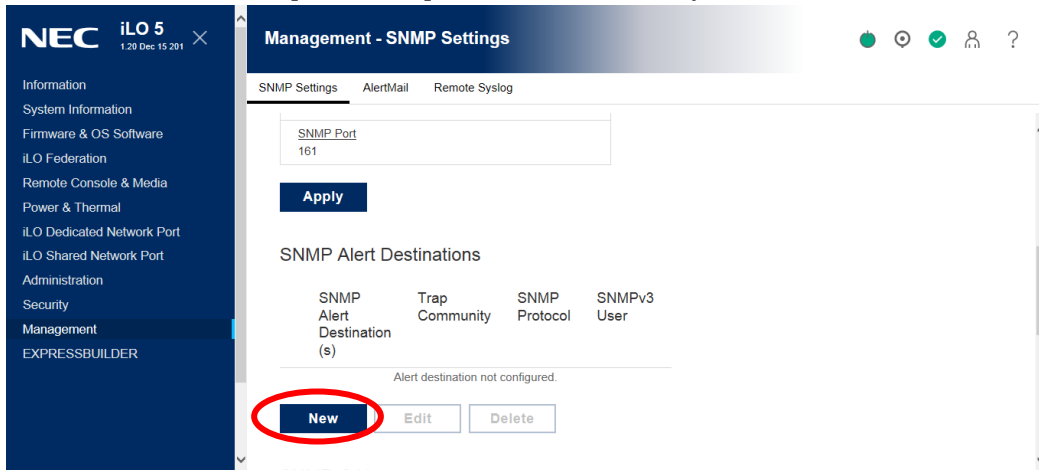 NEC iLO 5
1.20 Dec 15 201
Management - SNMP Settings
?
Information
System Information
Firmware & OS Software
iLO Federation
Remote Console & Media
Power & Thermal
iLO Dedicated Network Port
iLO Shared Network Port
Administration
Security
Management
EXPRESSBUILDER
SNMP Settings AlertMail Remote Syslog
SNMP Port
161
Apply
SNMP Alert Destinations
SNMP Alert Destination (s) Trap Community SNMP Protocol SNMPv3 User
Alert destination not configured.
New Edit Delete